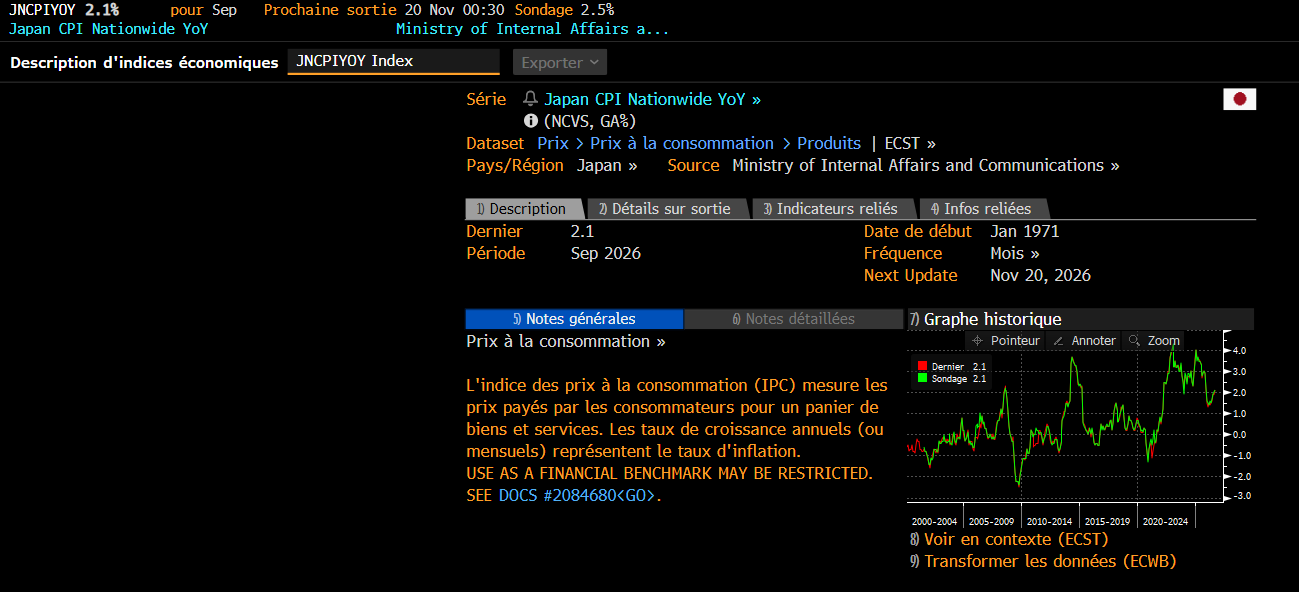 JNCPIYOY 2.1% pour Sep Prochaine sortie 20 Nov 00:30 Sondage 2.5%
Japan CPI Nationwide YoY Ministry of Internal Affairs a...
Description d'indices économiques JNCPIYOY Index Exporter
Série Japan CPI Nationwide YoY »
(NCVS, GA%)
Dataset Prix > Prix à la consommation > Produits | ECST »
Pays/Région Japan » Source Ministry of Internal Affairs and Communications »
1) Description 2) Détails sur sortie 3) Indicateurs reliés 4) Infos reliées
Dernier 2.1 Date de début Jan 1971
Période Sep 2026 Fréquence Mois »
Next Update Nov 20, 2026
5) Notes générales 6) Notes détaillées 7) Graphe historique
Prix à la consommation »
L'indice des prix à la consommation (IPC) mesure les
prix payés par les consommateurs pour un panier de
biens et services. Les taux de croissance annuels (ou
mensuels) représentent le taux d'inflation.
USE AS A FINANCIAL BENCHMARK MAY BE RESTRICTED.
SEE DOCS #2084680<GO>.
Pointeur Annoter Zoom
Dernier 2.1
Sondage 2.1
4.0
3.0
2.0
1.0
0.0
-1.0
-2.0
-3.0
2000-2004 2005-2009 2010-2014 2015-2019 2020-2024
8) Voir en contexte (ECST)
9) Transformer les données (ECWB)